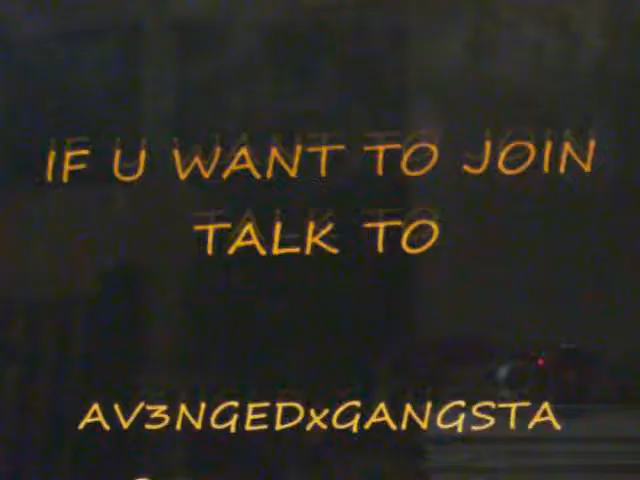 IF U WANT TO JOIN
TALK TO
AV3NGEDxGANGSTA